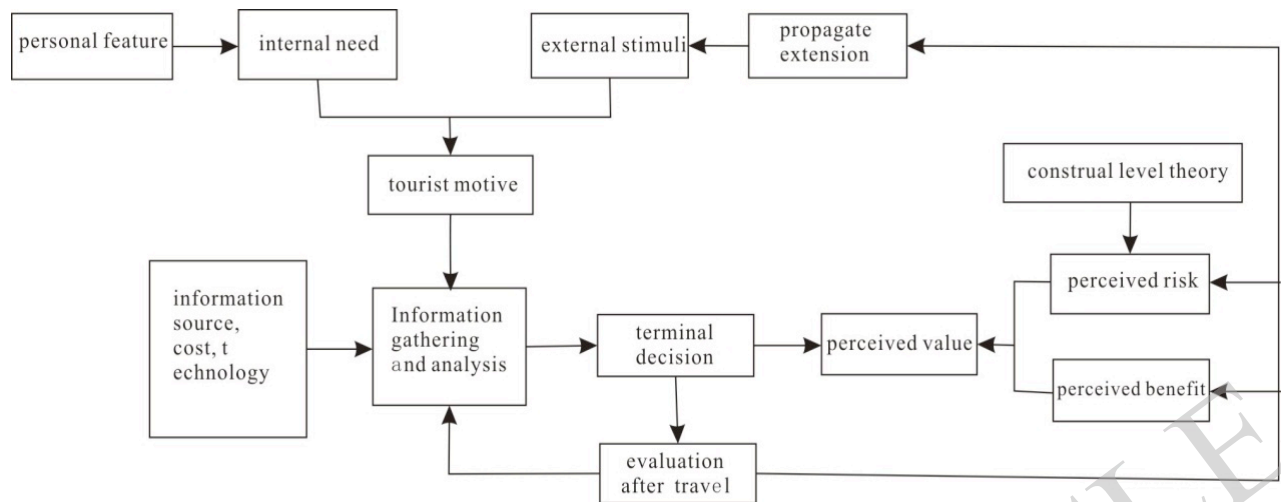 personal feature
internal need
external stimuli
propagate
extension
tourist motive
construal level theory
information
source,
cost, t
echnology
Information
gathering
and analysis
terminal
decision
perceived value
perceived risk
perceived benefit
evaluation
after travel